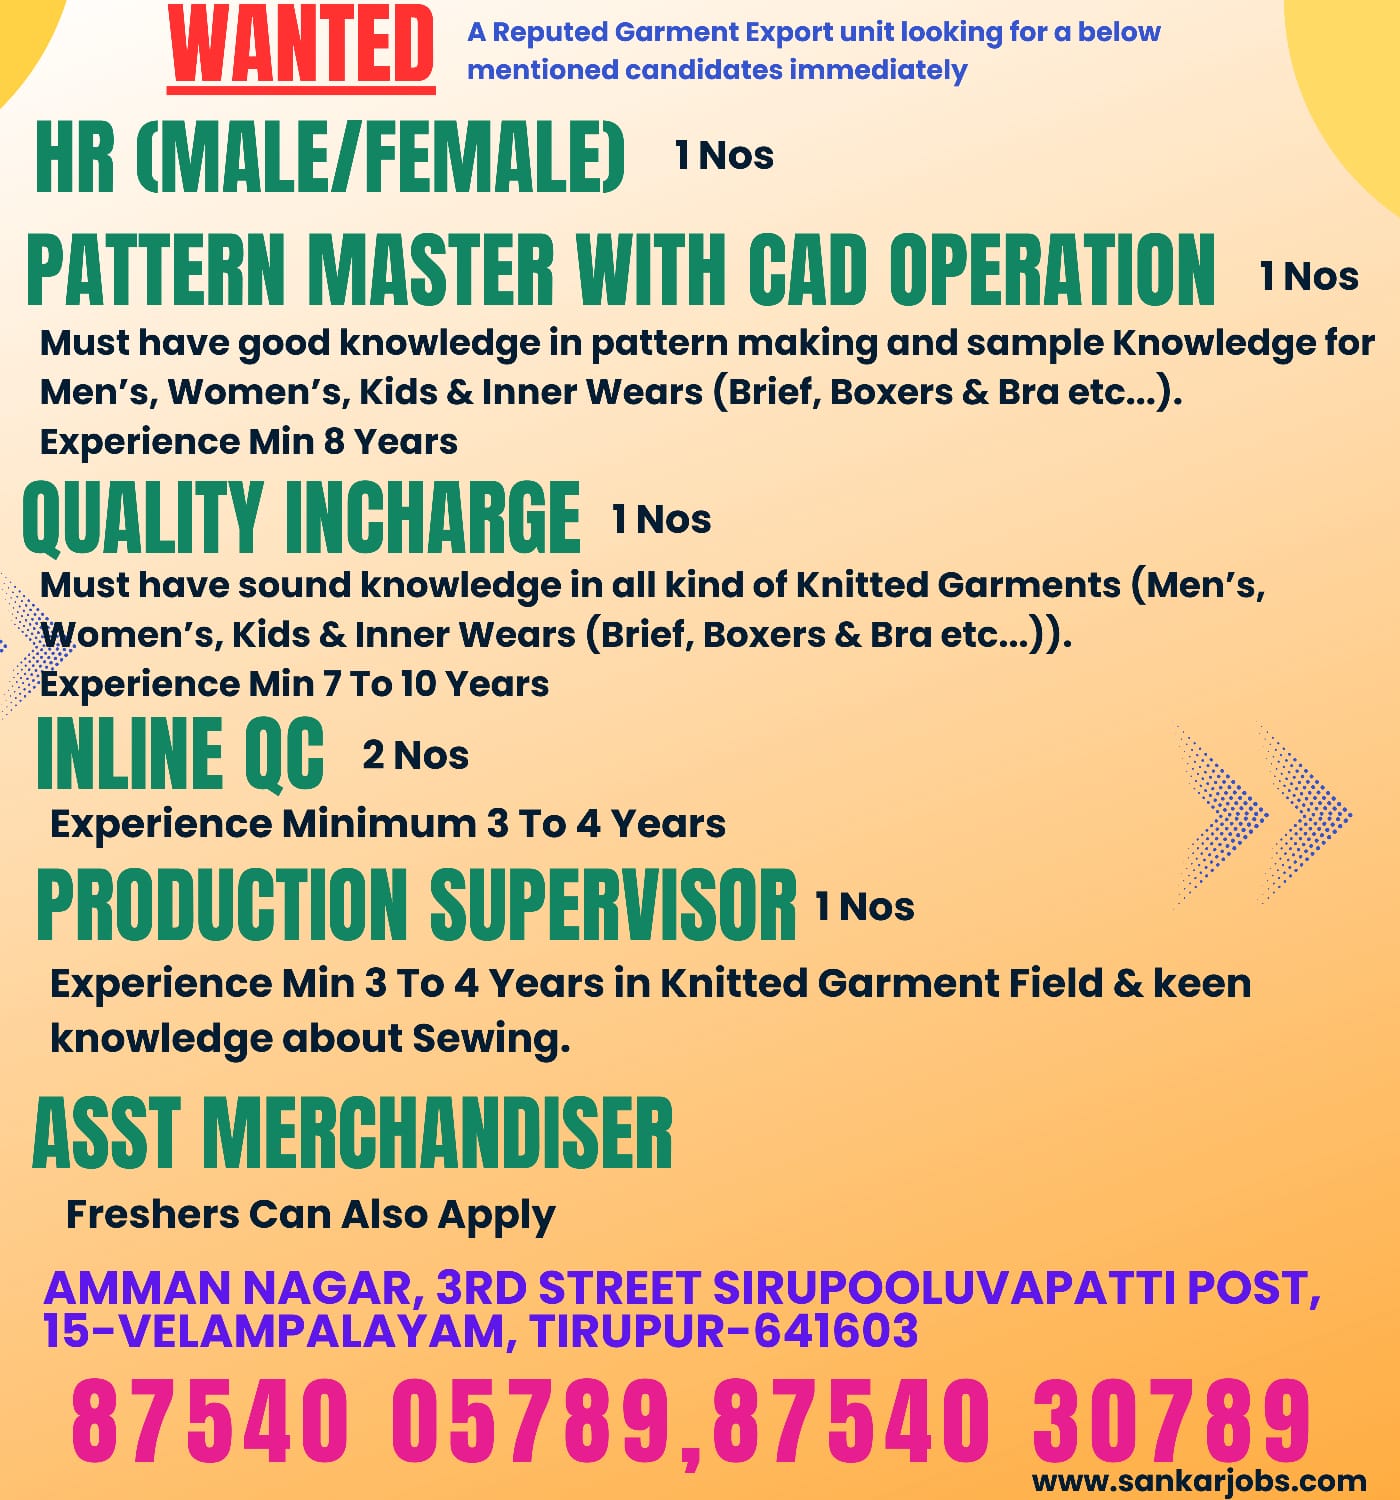 WANTED
A Reputed Garment Export unit looking for a below
mentioned candidates immediately
HR (MALE/FEMALE) 1 Nos
PATTERN MASTER WITH CAD OPERATION 1 Nos
Must have good knowledge in pattern making and sample Knowledge for
Men’s, Women’s, Kids & Inner Wears (Brief, Boxers & Bra etc...).
Experience Min 8 Years
QUALITY INCHARGE 1 Nos
Must have sound knowledge in all kind of Knitted Garments (Men’s,
Women’s, Kids & Inner Wears (Brief, Boxers & Bra etc...)).
Experience Min 7 To 10 Years
INLINE QC 2 Nos
Experience Minimum 3 To 4 Years
PRODUCTION SUPERVISOR 1 Nos
Experience Min 3 To 4 Years in Knitted Garment Field & keen
knowledge about Sewing.
ASST MERCHANDISER
Freshers Can Also Apply
AMMAN NAGAR, 3RD STREET SIRUPOOLUVAPATTI POST,
15-VELAMPALAYAM, TIRUPUR-641603
87540 05789,87540 30789
www.sankarjobs.com